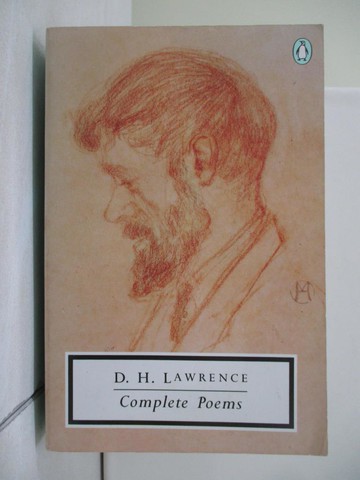 D. H. LAWRENCE
Complete Poems